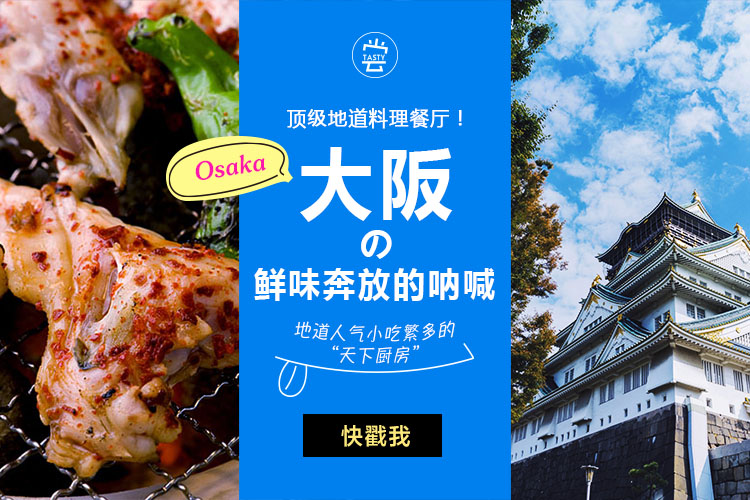 尝
TASTY
顶级地道料理餐厅！
Osaka
大阪
の
鲜味奔放的呐喊
地道人气小吃繁多的
“天下厨房”
快戳我